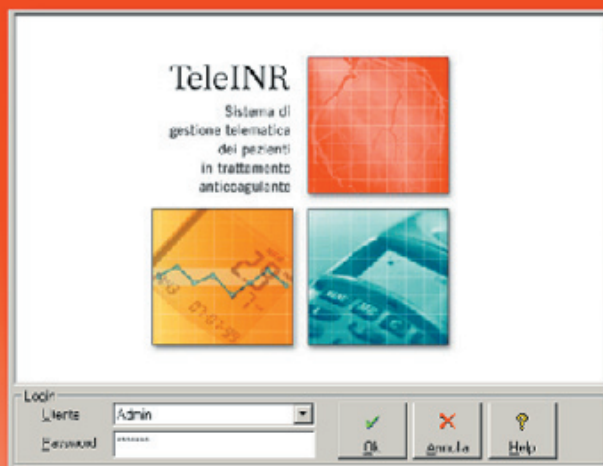 TeleINR
Sistema di
gestione telematica
dei pazienti
in trattamento
anticoagulante
Login
Utente Admin
Password *******
Ok Annulla Help